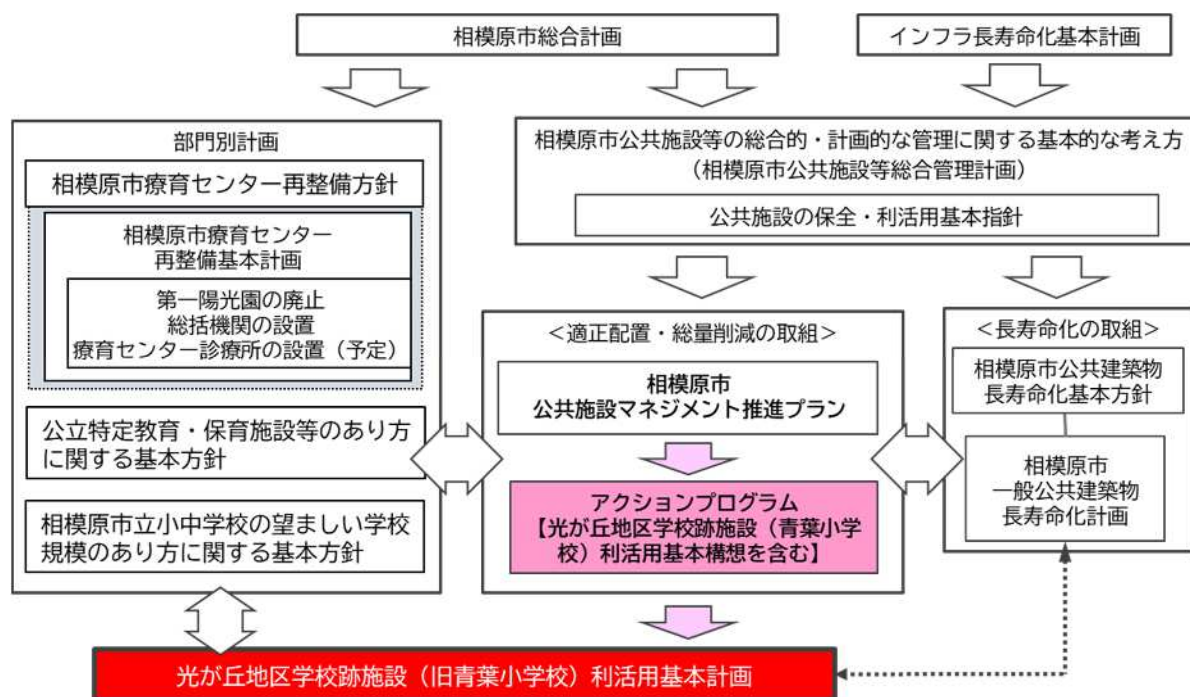 相模原市総合計画
インフラ長寿命化基本計画
部門別計画
相模原市療育センター再整備方針
相模原市療育センター
再整備基本計画
第一陽光園の廃止
総括機関の設置
療育センター診療所の設置（予定）
公立特定教育・保育施設等のあり方
に関する基本方針
相模原市立小中学校の望ましい学校
規模のあり方に関する基本方針
相模原市公共施設等の総合的・計画的な管理に関する基本的な考え方
（相模原市公共施設等総合管理計画）
公共施設の保全・利活用基本指針
＜適正配置・総量削減の取組＞
相模原市
公共施設マネジメント推進プラン
アクションプログラム
【光が丘地区学校跡施設（青葉小学
校）利活用基本構想を含む】
＜長寿命化の取組＞
相模原市公共建築物
長寿命化基本方針
相模原市
一般公共建築物
長寿命化計画
光が丘地区学校跡施設（旧青葉小学校）利活用基本計画